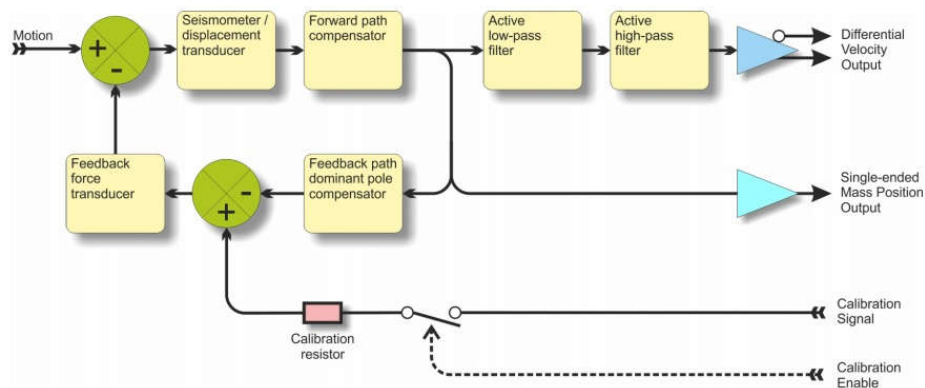 Motion
+
-
Seismometer /
displacement
transducer
Forward path
compensator
Active
low-pass
filter
Active
high-pass
filter
Differential
Velocity
Output
Feedback
force
transducer
-
+
Feedback path
dominant pole
compensator
Single-ended
Mass Position
Output
Calibration
resistor
Calibration
Signal
Calibration
Enable